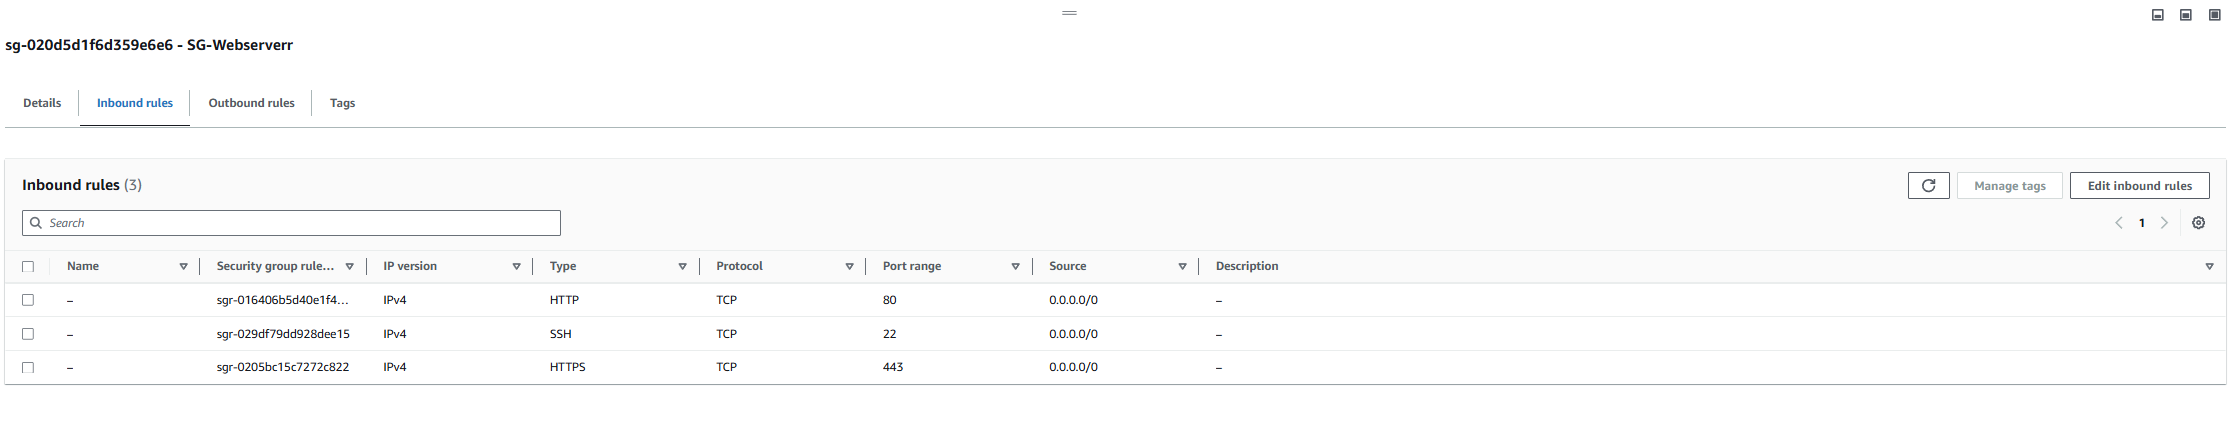 sg-020d5d1f6d359e6e6 - SG-Webserverr
Details Inbound rules Outbound rules Tags
Inbound rules (3)
Manage tags Edit inbound rules
Search
1
Name Security group rule... IP version Type Protocol Port range Source Description
– sgr-016406b5d40e1f4... IPv4 HTTP TCP 80 0.0.0.0/0 –
– sgr-029df79dd928dee15 IPv4 SSH TCP 22 0.0.0.0/0 –
– sgr-0205bc15c7272c822 IPv4 HTTPS TCP 443 0.0.0.0/0 –